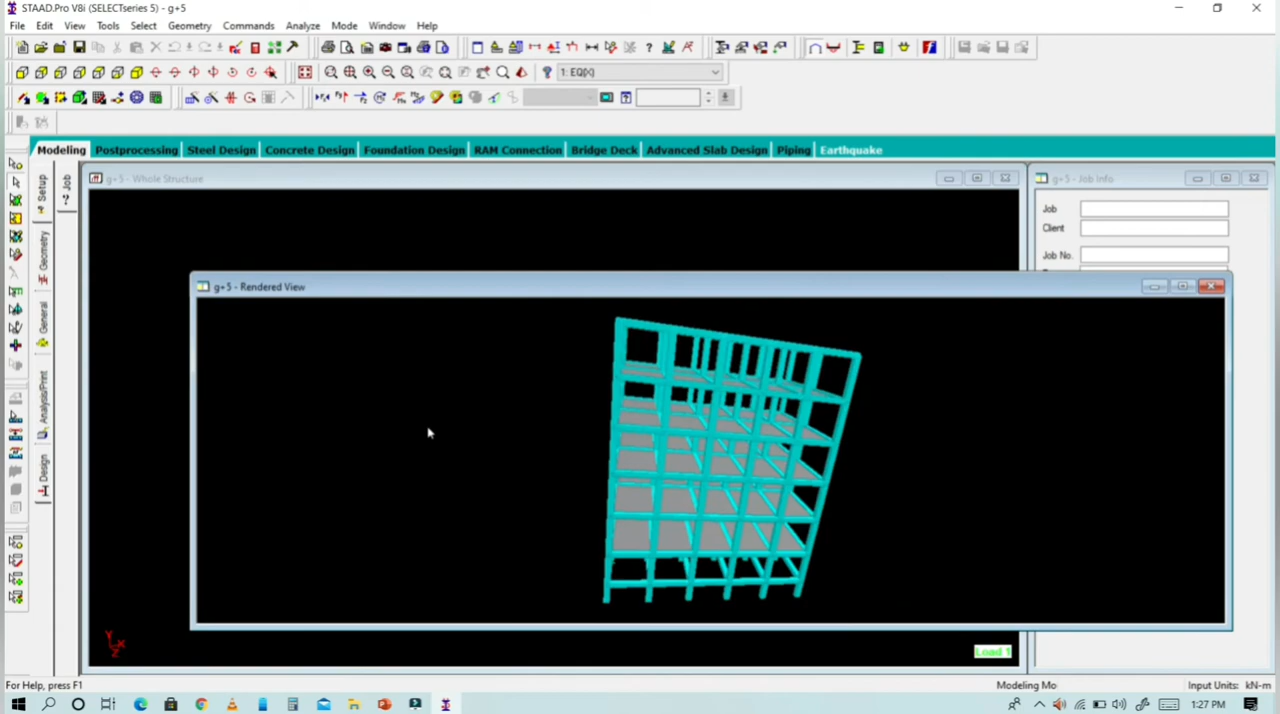 STAAD.Pro V8i (SELECTseries 5) - g+5
File Edit View Tools Select Geometry Commands Analyze Mode Window Help
1: EQ(X)
Modeling Postprocessing Steel Design Concrete Design Foundation Design RAM Connection Bridge Deck Advanced Slab Design Piping Earthquake
Setup
Geometry
General
Analysis/Print
Design
Job
g+5 - Whole Structure
g+5 - Job Info
Job
Client
Job No.
g+5 - Rendered View
Y
X
Z
Load 1
For Help, press F1
Modeling Mo
Input Units: kN-m
1:27 PM